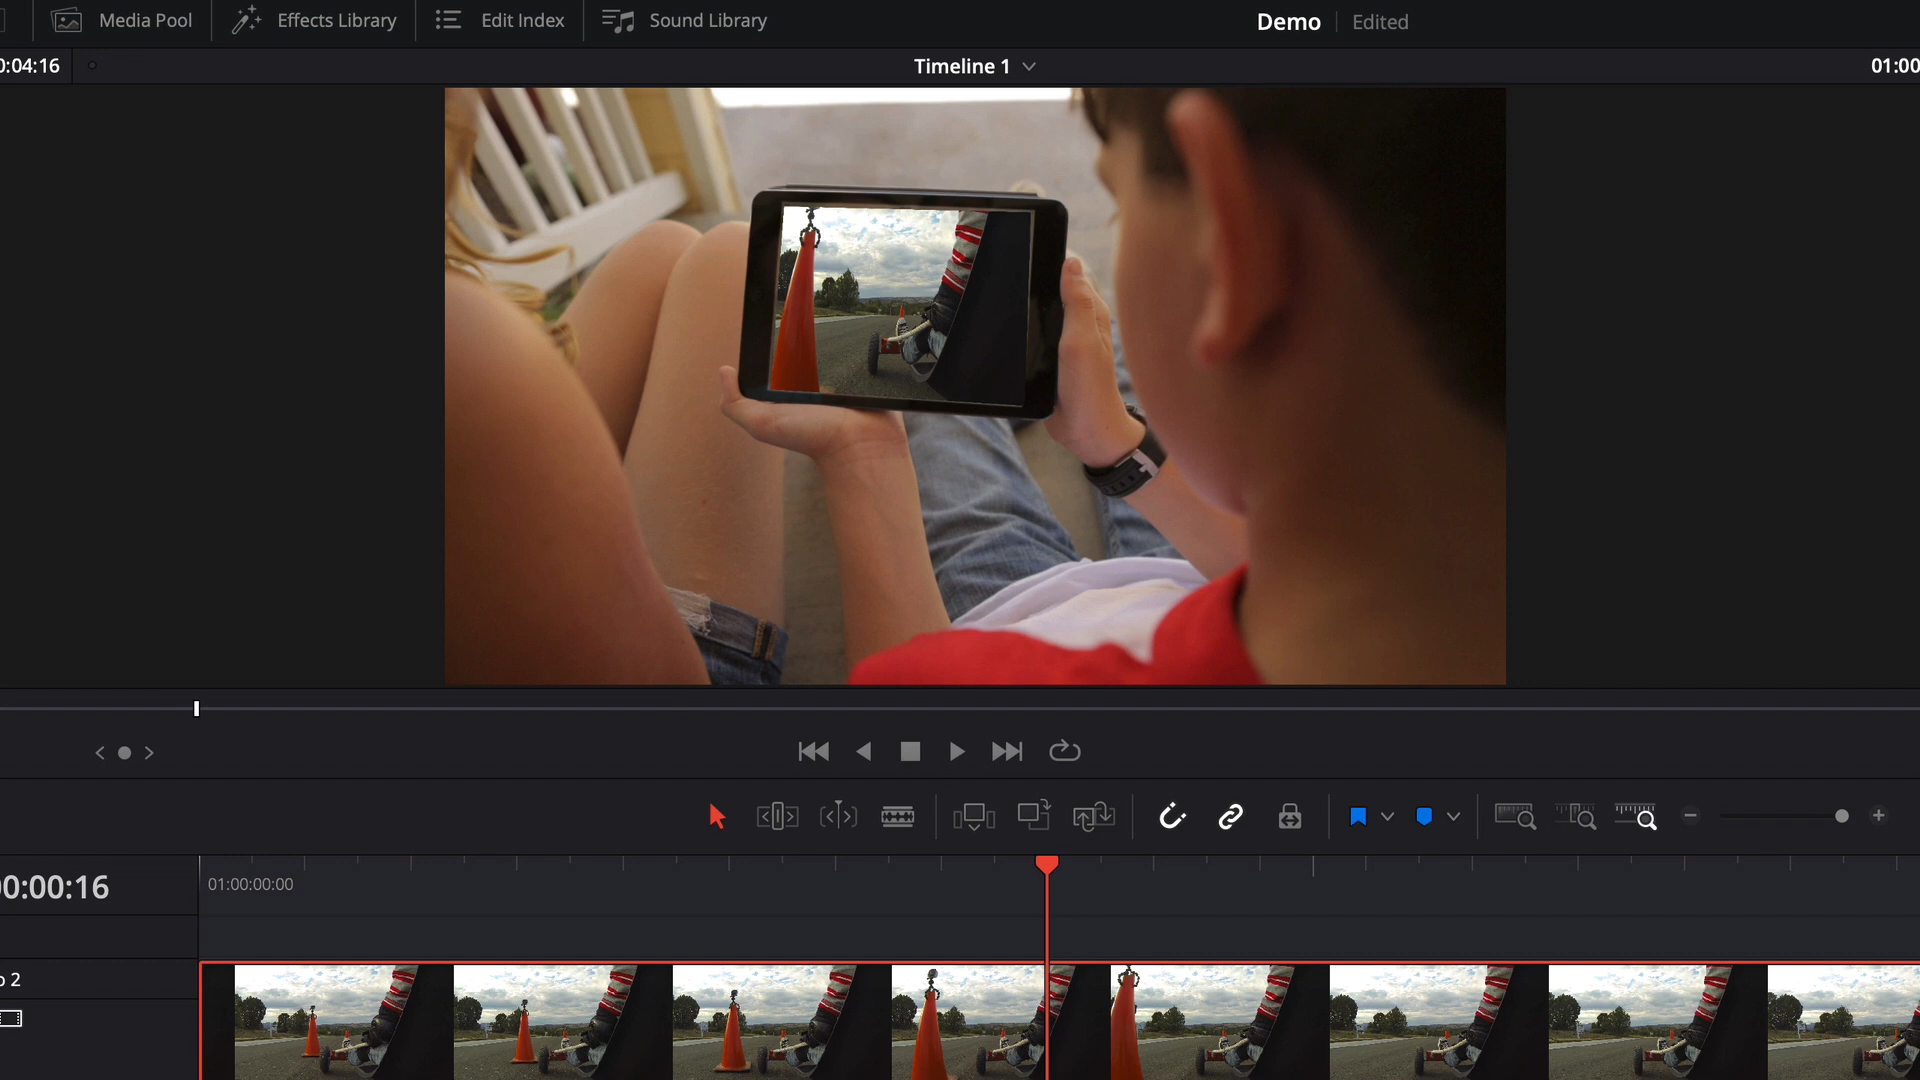 Media Pool
Effects Library
Edit Index
Sound Library
Demo
Edited
0:04:16
Timeline 1
01:00
0:00:16
01:00:00:00
o 2